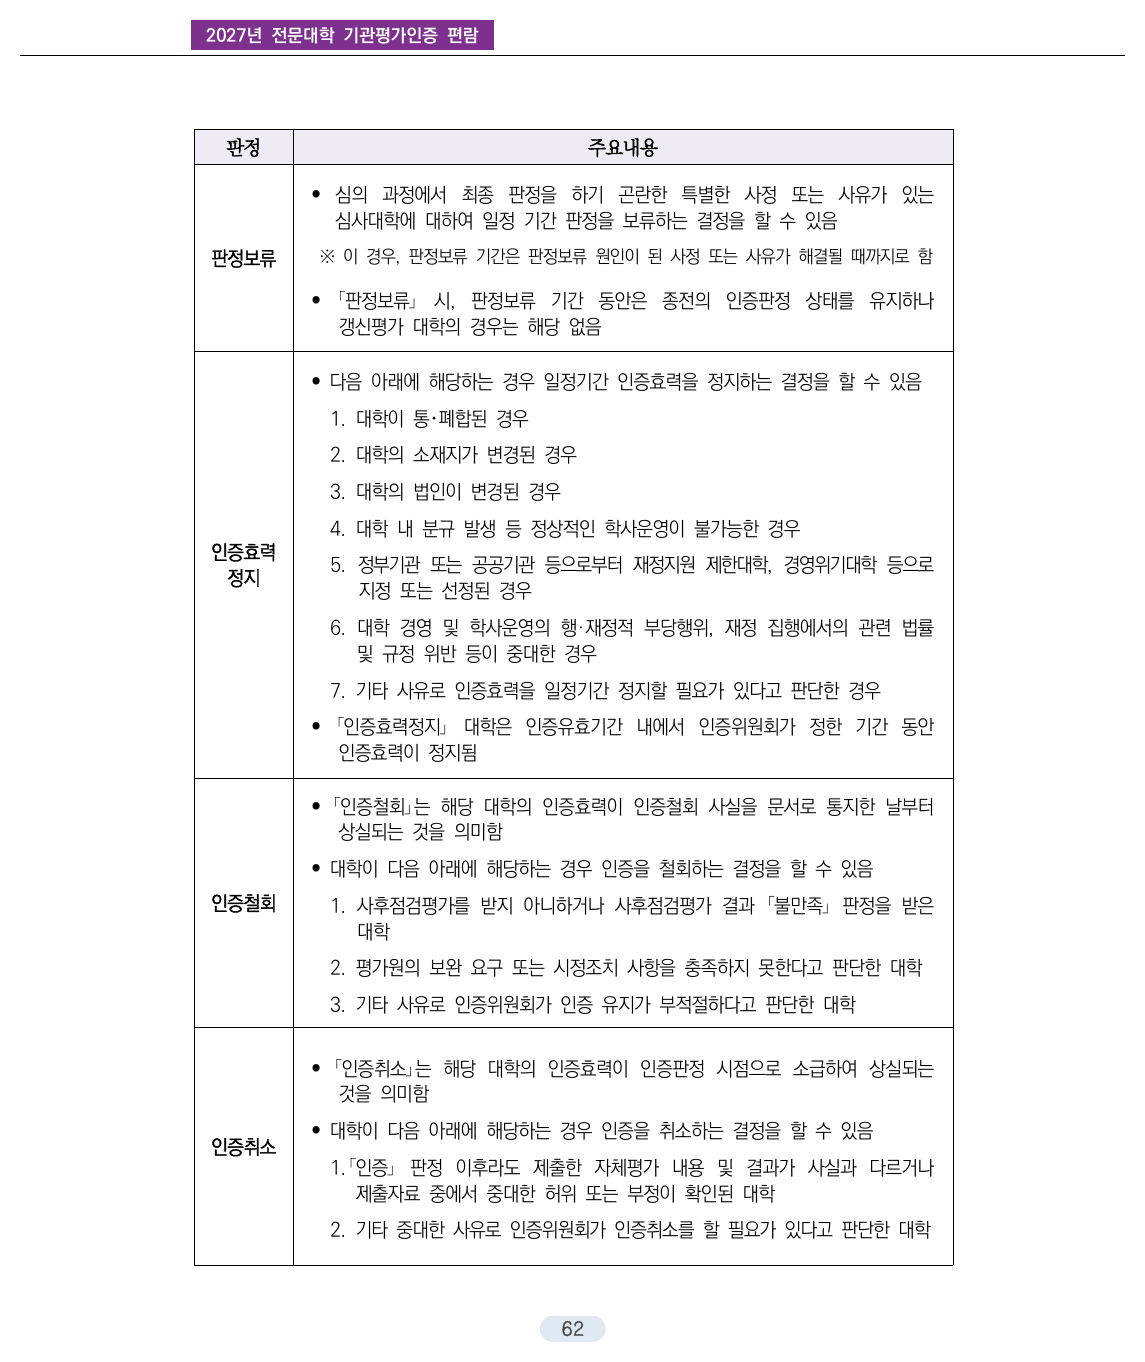 2027년 전문대학 기관평가인증 편람
판정 주요내용
판정보류
• 심의 과정에서 최종 판정을 하기 곤란한 특별한 사정 또는 사유가 있는
심사대학에 대하여 일정 기간 판정을 보류하는 결정을 할 수 있음
※ 이 경우, 판정보류 기간은 판정보류 원인이 된 사정 또는 사유가 해결될 때까지로 함
• 「판정보류」 시, 판정보류 기간 동안은 종전의 인증판정 상태를 유지하나
갱신평가 대학의 경우는 해당 없음
인증효력
정지
• 다음 아래에 해당하는 경우 일정기간 인증효력을 정지하는 결정을 할 수 있음
1. 대학이 통·폐합된 경우
2. 대학의 소재지가 변경된 경우
3. 대학의 법인이 변경된 경우
4. 대학 내 분규 발생 등 정상적인 학사운영이 불가능한 경우
5. 정부기관 또는 공공기관 등으로부터 재정지원 제한대학, 경영위기대학 등으로
지정 또는 선정된 경우
6. 대학 경영 및 학사운영의 행·재정적 부당행위, 재정 집행에서의 관련 법률
및 규정 위반 등이 중대한 경우
7. 기타 사유로 인증효력을 일정기간 정지할 필요가 있다고 판단한 경우
• 「인증효력정지」 대학은 인증유효기간 내에서 인증위원회가 정한 기간 동안
인증효력이 정지됨
인증철회
• 「인증철회」는 해당 대학의 인증효력이 인증철회 사실을 문서로 통지한 날부터
상실되는 것을 의미함
• 대학이 다음 아래에 해당하는 경우 인증을 철회하는 결정을 할 수 있음
1. 사후점검평가를 받지 아니하거나 사후점검평가 결과 「불만족」 판정을 받은
대학
2. 평가원의 보완 요구 또는 시정조치 사항을 충족하지 못한다고 판단한 대학
3. 기타 사유로 인증위원회가 인증 유지가 부적절하다고 판단한 대학
인증취소
• 「인증취소」는 해당 대학의 인증효력이 인증판정 시점으로 소급하여 상실되는
것을 의미함
• 대학이 다음 아래에 해당하는 경우 인증을 취소하는 결정을 할 수 있음
1.「인증」 판정 이후라도 제출한 자체평가 내용 및 결과가 사실과 다르거나
제출자료 중에서 중대한 허위 또는 부정이 확인된 대학
2. 기타 중대한 사유로 인증위원회가 인증취소를 할 필요가 있다고 판단한 대학
62